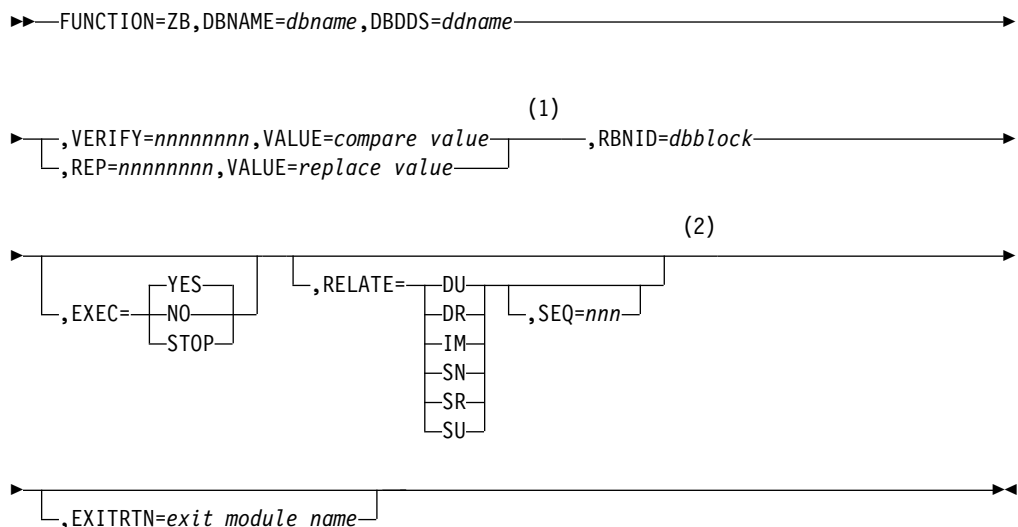 FUNCTION=ZB,DBNAME=dbname,DBDDS=ddname
(1)
,VERIFY=nnnnnnnn,VALUE=compare value ,RBNID=dbblock
,REP=nnnnnnnn,VALUE=replace value
(2)
,EXEC= YES
NO
STOP
,RELATE= DU
DR
IM
SN
SR
SU
,SEQ=nnn
,EXITRTN=exit module name